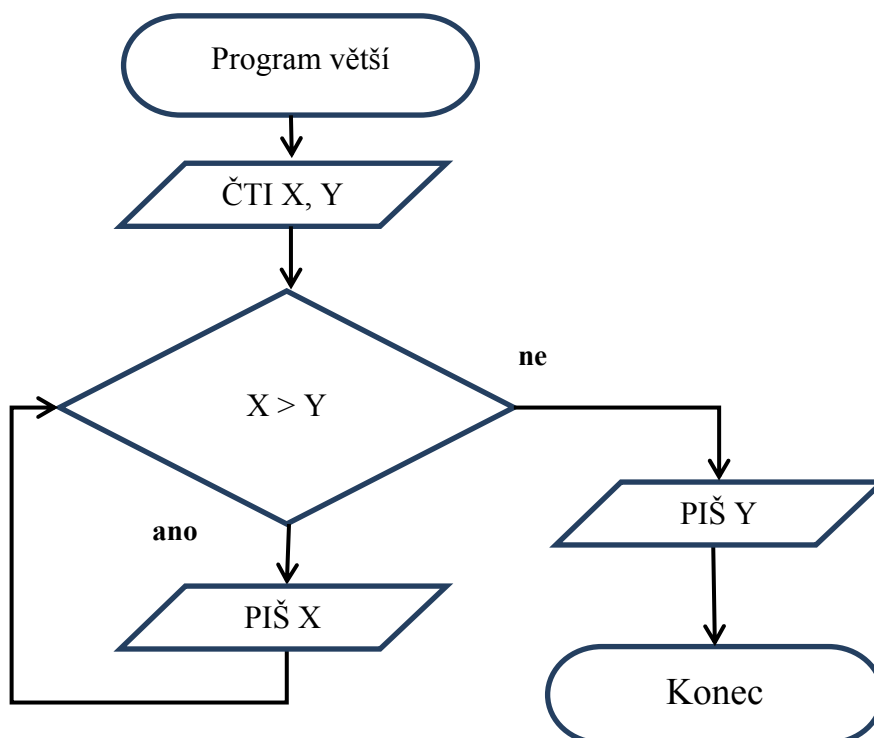 Program větší
ČTI X, Y
X > Y
ne
ano
PIŠ Y
PIŠ X
Konec